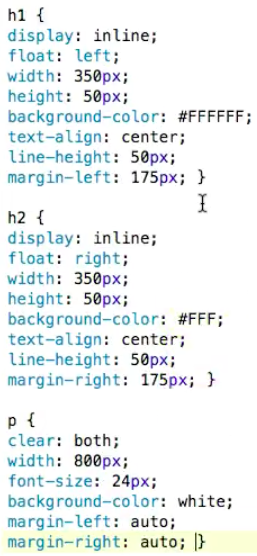 h1 {
display: inline;
float: left;
width: 350px;
height: 50px;
background-color: #FFFFFF;
text-align: center;
line-height: 50px;
margin-left: 175px; }
h2 {
display: inline;
float: right;
width: 350px;
height: 50px;
background-color: #FFF;
text-align: center;
line-height: 50px;
margin-right: 175px; }
p {
clear: both;
width: 800px;
font-size: 24px;
background-color: white;
margin-left: auto;
margin-right: auto; }